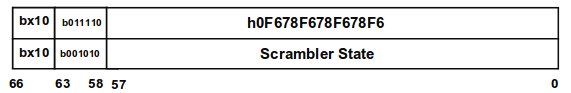 bx10 b011110 h0F678F678F678F6
bx10 b001010 Scrambler State
66 63 58 57 0